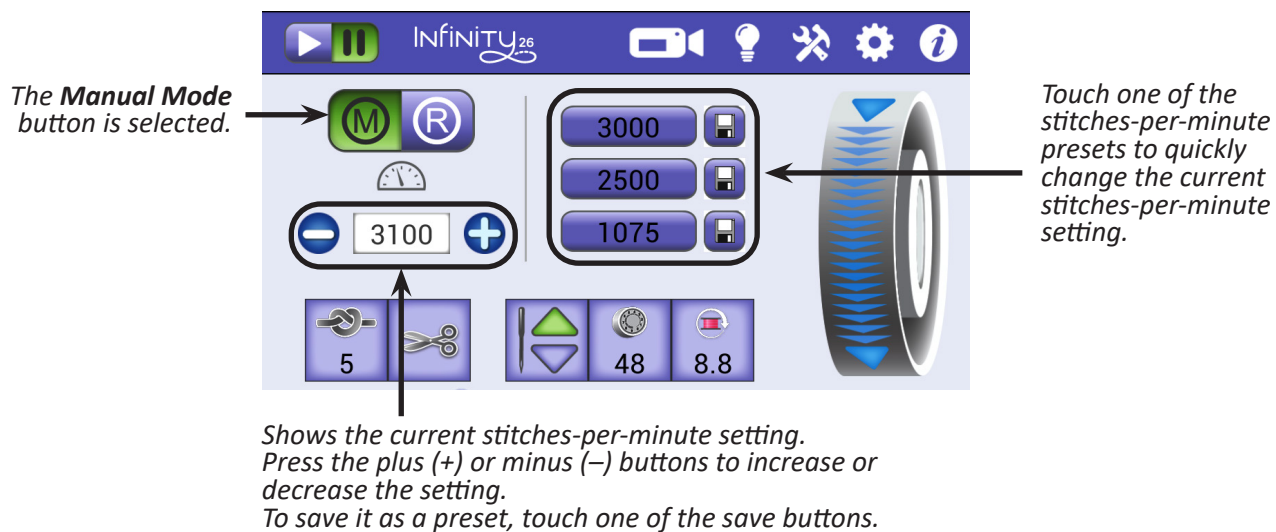 INFINITY 26
i
The Manual Mode
button is selected.
M R
3100
3000
2500
1075
Touch one of the
stitches-per-minute
presets to quickly
change the current
stitches-per-minute
setting.
5
48
8.8
Shows the current stitches-per-minute setting.
Press the plus (+) or minus (–) buttons to increase or
decrease the setting.
To save it as a preset, touch one of the save buttons.